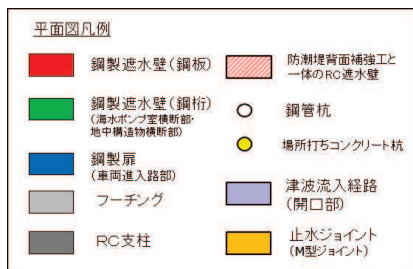 平面図凡例
鋼製遮水壁(鋼板)
鋼製遮水壁(鋼桁)
(海水ポンプ室横断部・
地中構造物横断部)
鋼製扉
(車両進入路部)
フーチング
RC支柱
防潮堤背面補強工と
一体のRC遮水壁
鋼管杭
場所打ちコンクリート杭
津波流入経路
(開口部)
止水ジョイント
(M型ジョイント)